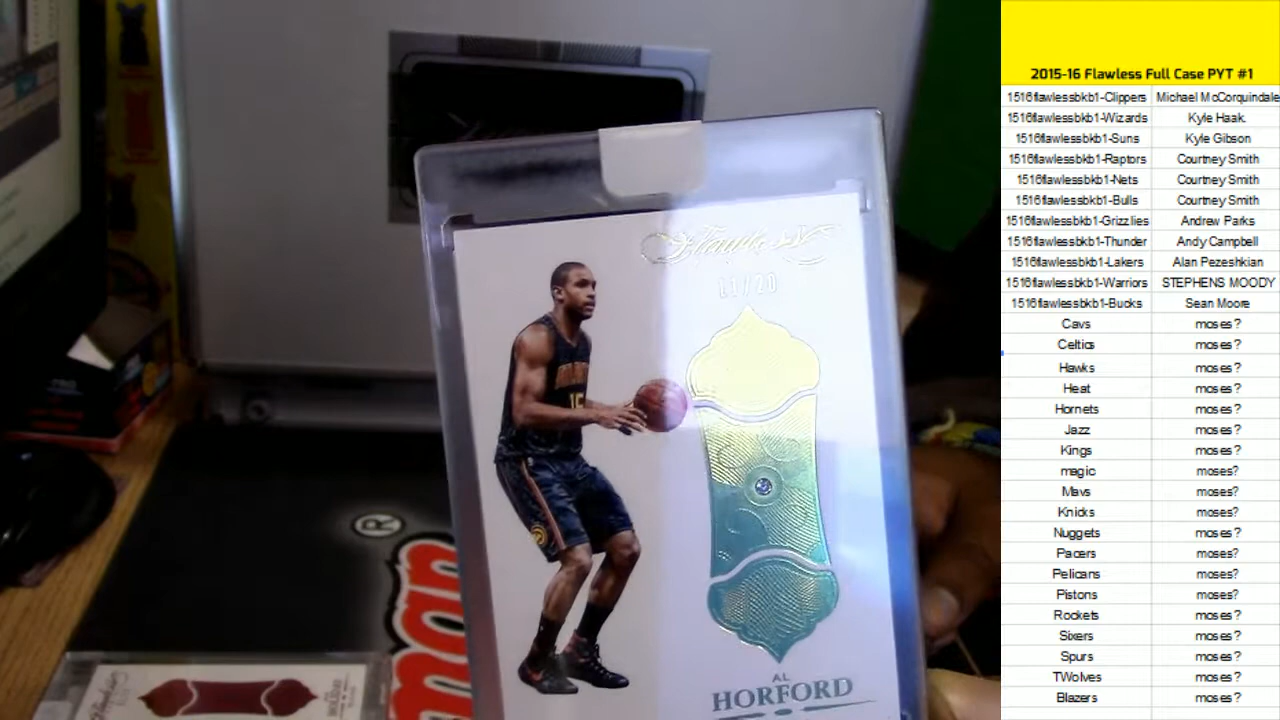 Flawless
11/20
15
AL
HORFORD
®
2015-16 Flawless Full Case PYT #1
1516flawlessbkb1-Clippers Michael McCorquindale
1516flawlessbkb1-Wizards Kyle Haak.
1516flawlessbkb1-Suns Kyle Gibson
1516flawlessbkb1-Raptors Courtney Smith
1516flawlessbkb1-Nets Courtney Smith
1516flawlessbkb1-Bulls Courtney Smith
1516flawlessbkb1-Grizzlies Andrew Parks
1516flawlessbkb1-Thunder Andy Campbell
1516flawlessbkb1-Lakers Alan Pezeshkian
1516flawlessbkb1-Warriors STEPHENS MOODY
1516flawlessbkb1-Bucks Sean Moore
Cavs moses?
Celtics moses?
Hawks moses?
Heat moses?
Hornets moses?
Jazz moses?
Kings moses?
magic moses?
Mavs moses?
Knicks moses?
Nuggets moses?
Pacers moses?
Pelicans moses?
Pistons moses?
Rockets moses?
Sixers moses?
Spurs moses?
TWolves moses?
Blazers moses?